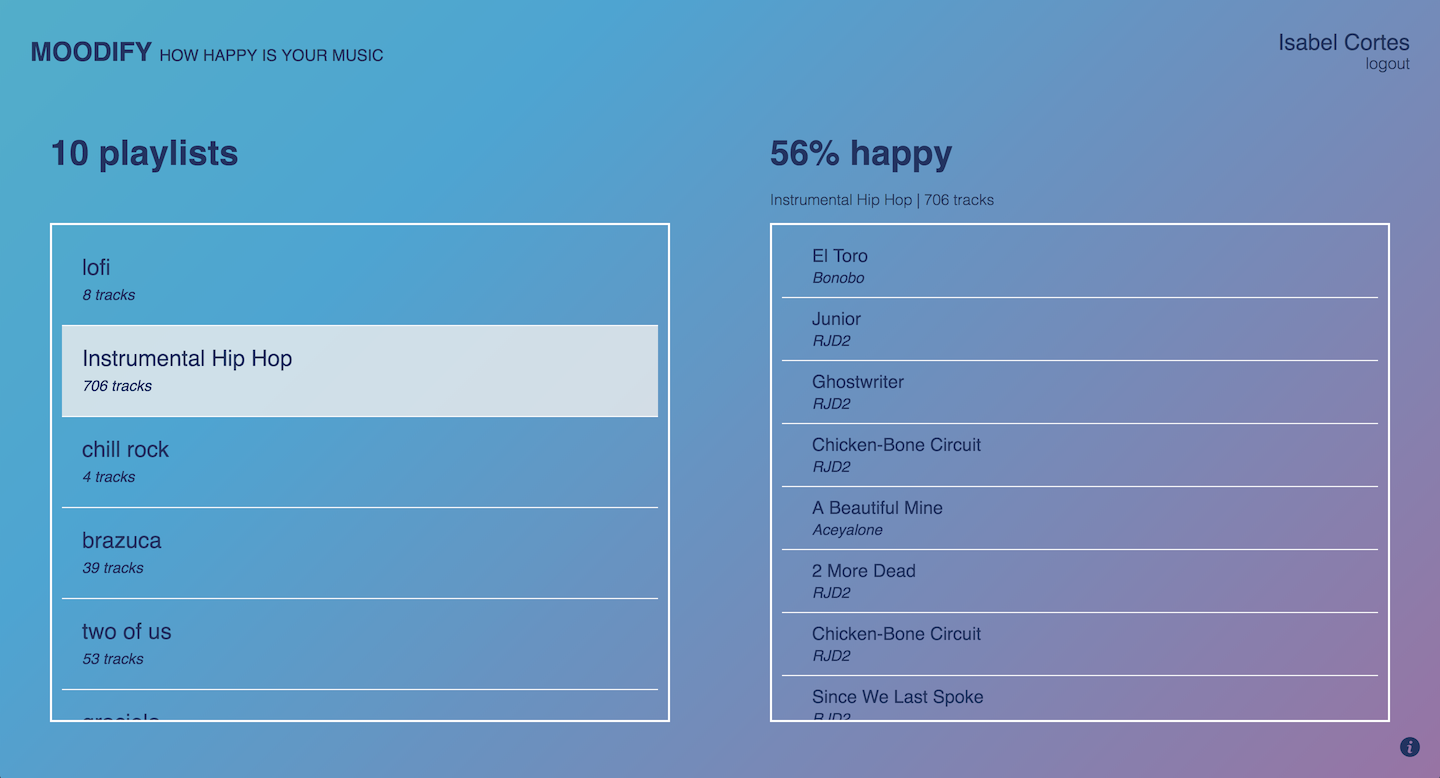 MOODIFY HOW HAPPY IS YOUR MUSIC
Isabel Cortes
logout
10 playlists
lofi
8 tracks
Instrumental Hip Hop
706 tracks
chill rock
4 tracks
brazuca
39 tracks
two of us
53 tracks
56% happy
Instrumental Hip Hop | 706 tracks
El Toro
Bonobo
Junior
RJD2
Ghostwriter
RJD2
Chicken-Bone Circuit
RJD2
A Beautiful Mine
Aceyalone
2 More Dead
RJD2
Chicken-Bone Circuit
RJD2
Since We Last Spoke
RJD2
i